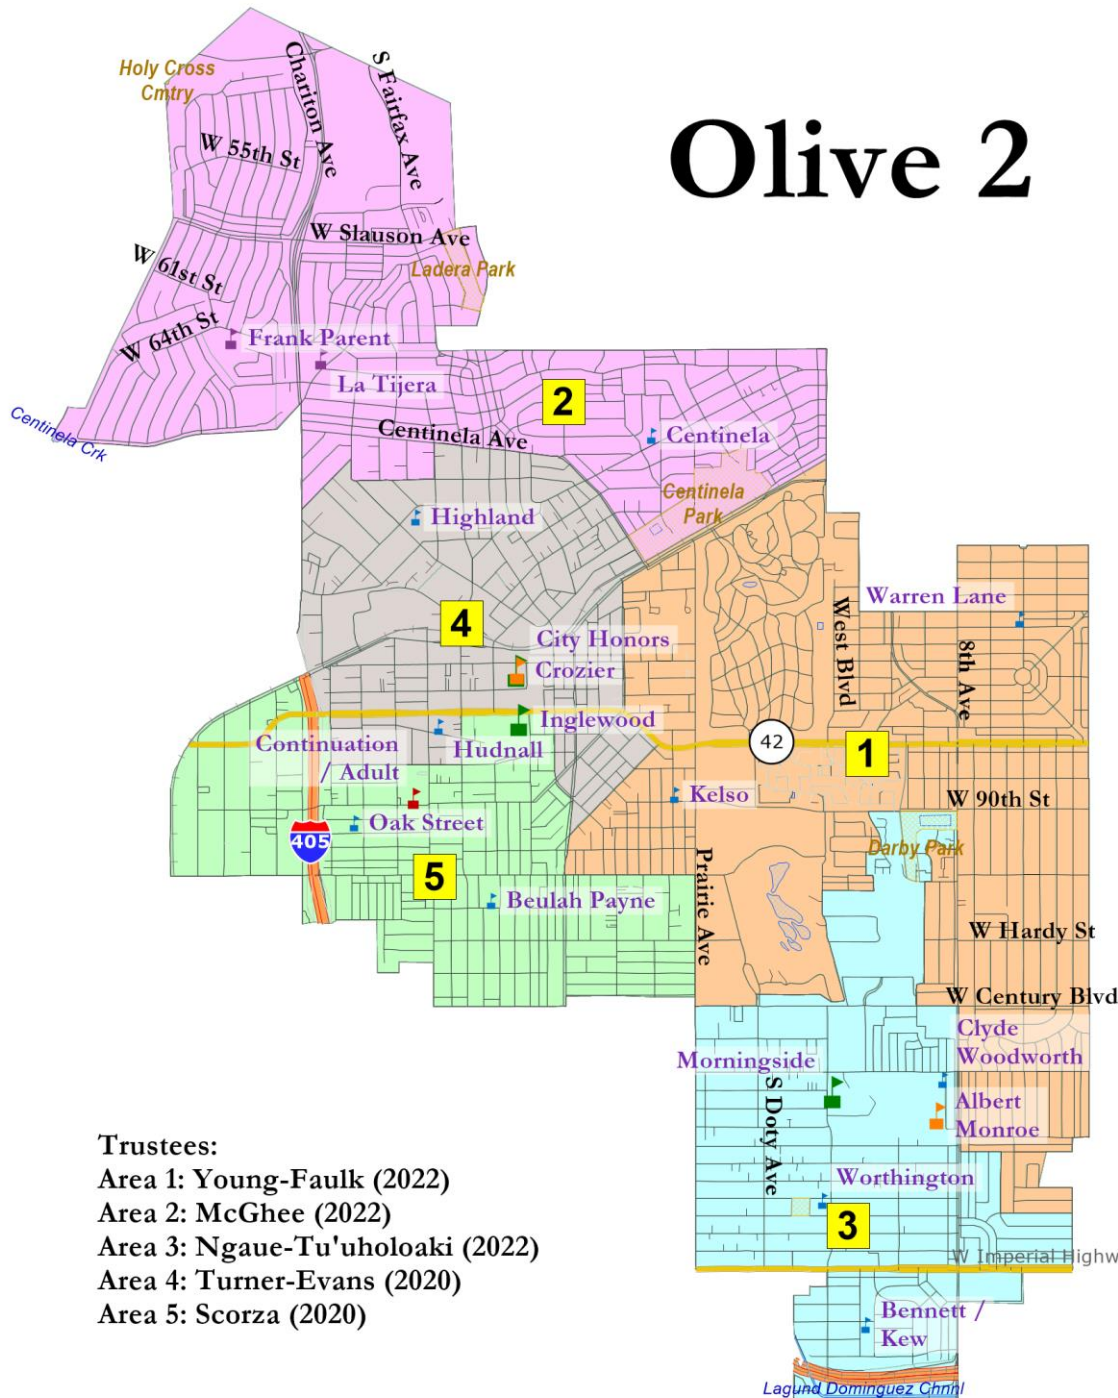 Olive 2
Holy Cross
Cmtry
Chariton Ave
S Fairfax Ave
W 55th St
W Slauson Ave
W 61st St
Ladera Park
W 64th St
Frank Parent
La Tijera
2
Centinela Crk
Centinela Ave
Centinela
Centinela
Park
Highland
Warren Lane
West Blvd
8th Ave
4
City Honors
Crozier
Inglewood
Hudnall
Continuation
/ Adult
42
1
Kelso
W 90th St
Oak Street
405
Darby Park
5
Prairie Ave
Beulah Payne
W Hardy St
W Century Blvd
Clyde
Woodworth
Morningside
S Doty Ave
Albert
Monroe
Worthington
3
W Imperial Highw
Bennett /
Kew
Lagund Dominguez Chnnl
Trustees:
Area 1: Young-Faulk (2022)
Area 2: McGhee (2022)
Area 3: Ngaue-Tu'uholoaki (2022)
Area 4: Turner-Evans (2020)
Area 5: Scorza (2020)